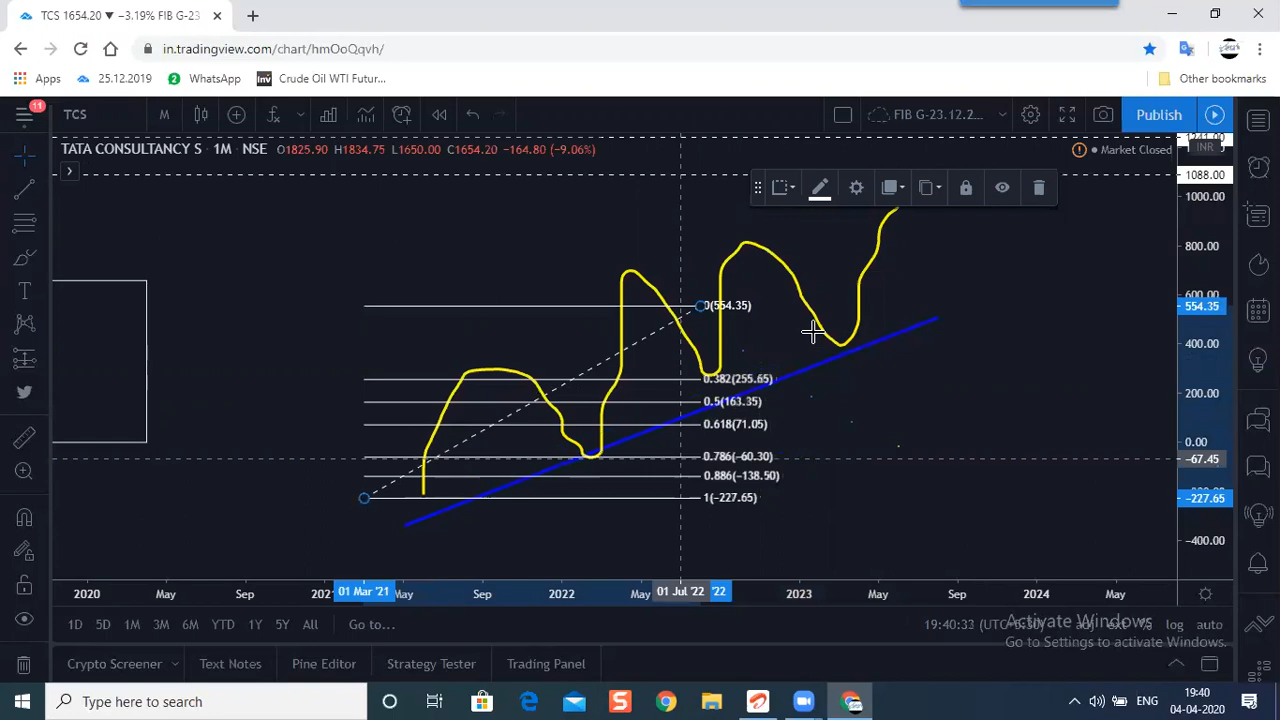 TCS 1654.20 ▼ −3.19% FIB G-23
in.tradingview.com/chart/hmOoQqvh/
Apps 25.12.2019 2 WhatsApp Inv Crude Oil WTI Futur... Other bookmarks
11 TCS M FIB G-23.12.2... Publish
TATA CONSULTANCY S · 1M · NSE O1825.90 H1834.75 L1650.00 C1654.20 −164.80 (−9.06%) Market Closed
INR
1088.00
1000.00
800.00
0(554.35) 554.35
400.00
0.382(255.65)
0.5(163.35) 200.00
0.618(71.05)
0.00
0.786(−60.30) −67.45
0.886(−138.50)
1(−227.65) −227.65
−400.00
2020 May Sep 2021 01 Mar '21 May Sep 2022 May 01 Jul '22 '22 2023 May Sep 2024 May
1D 5D 1M 3M 6M YTD 1Y 5Y All Go to... 19:40:33 (UTC+5:30) % log auto
Activate Windows
Go to Settings to activate Windows.
Crypto Screener Text Notes Pine Editor Strategy Tester Trading Panel
Type here to search ENG 19:40
04-04-2020